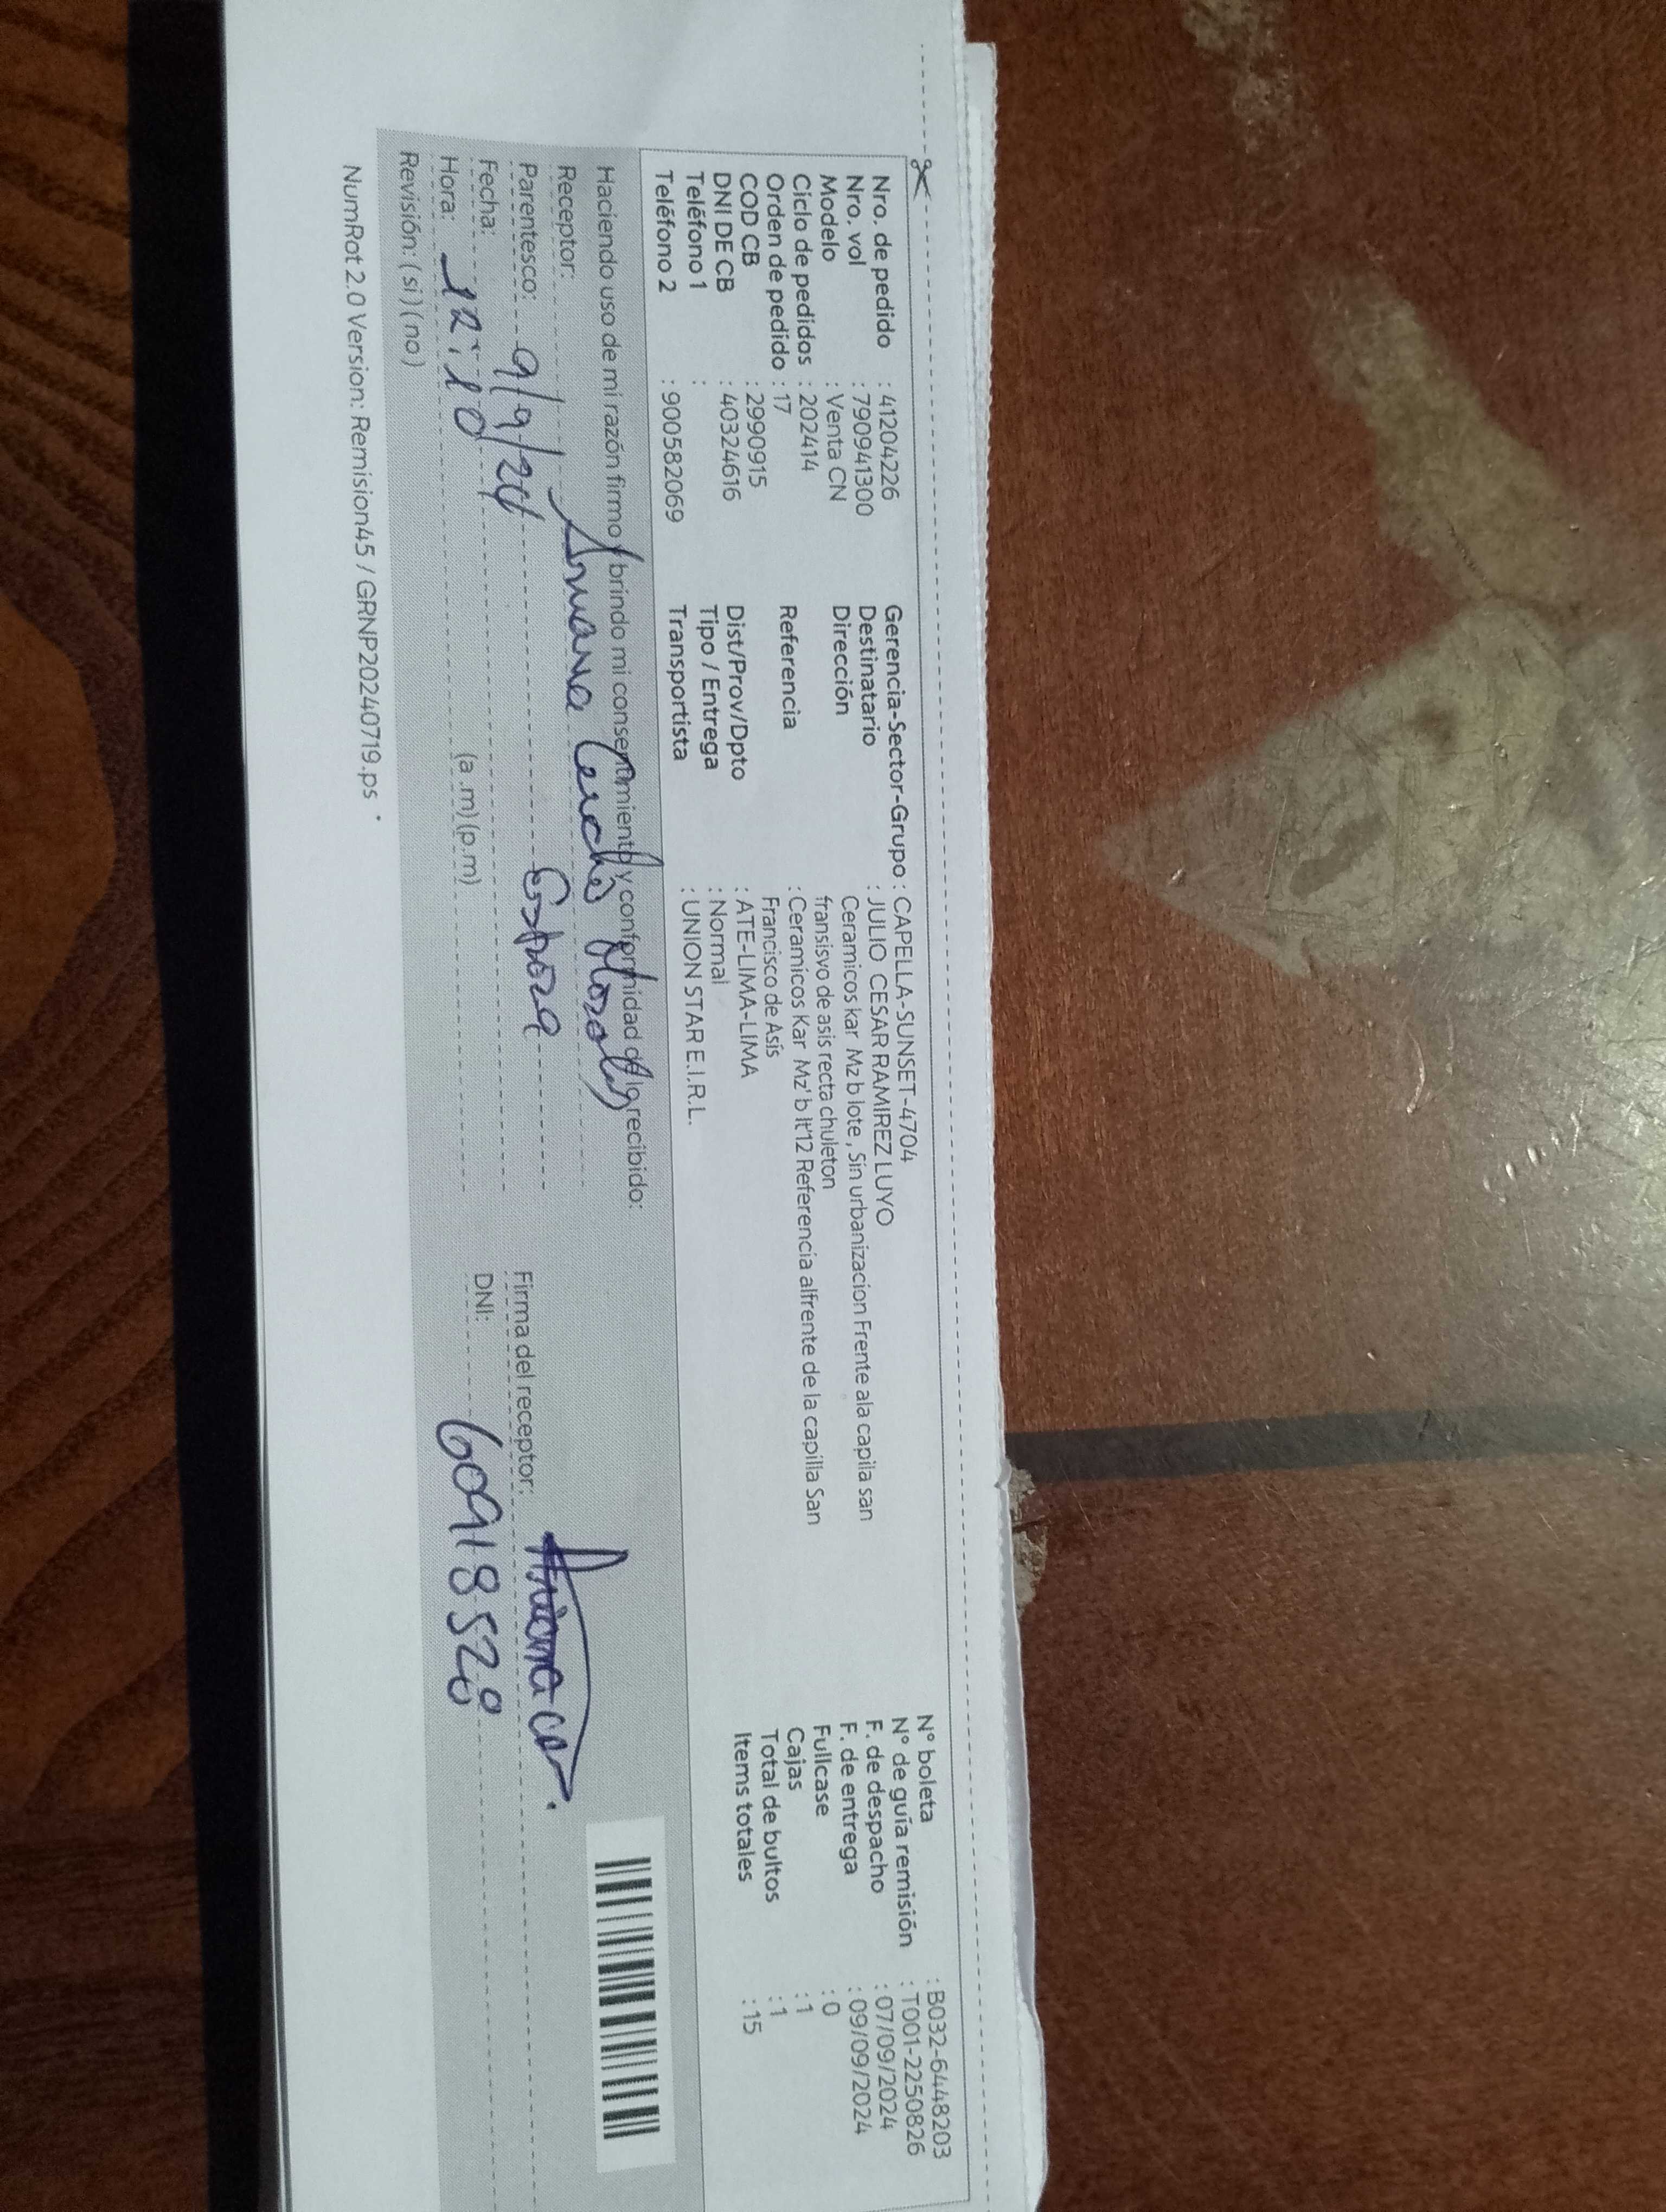 Nro. de pedido : 41204226
Nro. vol : 790941300
Modelo : Venta CN
Ciclo de pedidos : 202414
Orden de pedido : 17
COD CB : 2990915
DNI DE CB : 40324616
Teléfono 1 :
Teléfono 2 : 900582069
Gerencia-Sector-Grupo : CAPELLA-SUNSET-4704
Destinatario : JULIO CESAR RAMIREZ LUYO
Dirección Ceramicos kar Mz b lote , Sin urbanizacion Frente ala capila san
fransisvo de asis recta chuleton
Referencia : Ceramicos Kar Mz' b lt'12 Referencia alfrente de la capilla San
Francisco de Asis
Dist/Prov/Dpto : ATE-LIMA-LIMA
Tipo / Entrega : Normal
Transportista : UNION STAR E.I.R.L.
N° boleta : B032-6448203
N° de guía remisión : T001-2250826
F. de despacho : 07/09/2024
F. de entrega : 09/09/2024
Fullcase : 0
Cajas : 1
Total de bultos : 1
Items totales : 15
Haciendo uso de mi razón firmo y brindo mi consentimiento y conformidad de lo recibido:
Receptor:
Parentesco: Esposa
Fecha: 9/9/24
Hora: 12:10 (a.m) (p.m)
Revisión: ( si ) ( no )
Firma del receptor:
DNI: 60918528
NumRot 2.0 Version: Remision45 / GRNP20240719.ps